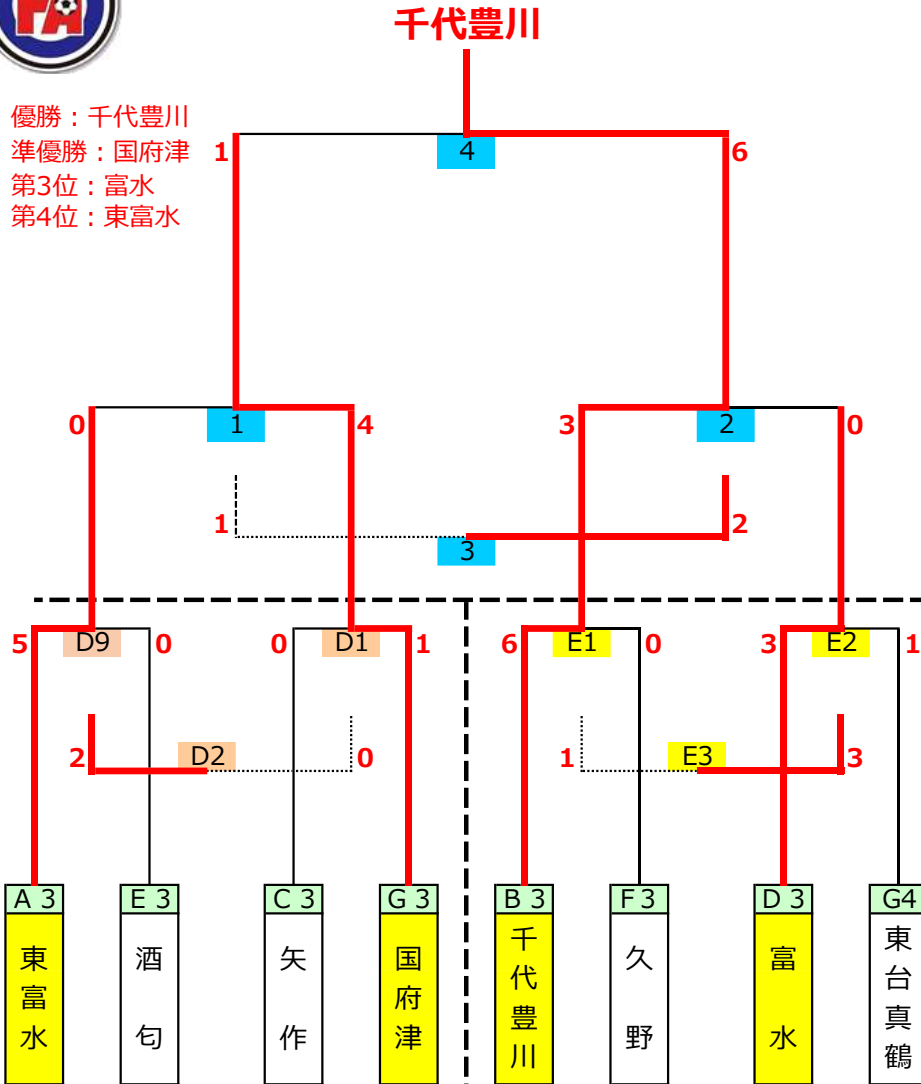 FA
千代豊川
優勝：千代豊川
準優勝：国府津
第3位：富水
第4位：東富水
1 4 6
0 1 4 3 2 0
1 3 2
5 D9 0 0 D1 1 6 E1 0 3 E2 1
2 D2 0 1 E3 3
A 3 E 3 C 3 G 3 B 3 F 3 D 3 G4
東富水
酒匂
矢作
国府津
千代豊川
久野
富水
東台真鶴